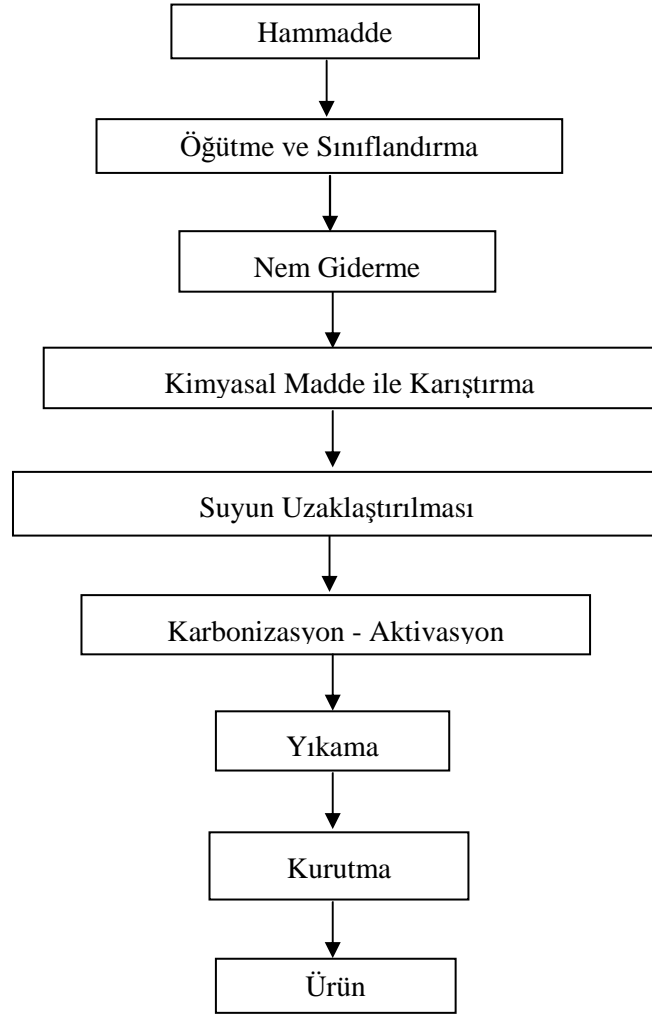 Hammadde
Öğütme ve Sınıflandırma
Nem Giderme
Kimyasal Madde ile Karıştırma
Suyun Uzaklaştırılması
Karbonizasyon - Aktivasyon
Yıkama
Kurutma
Ürün